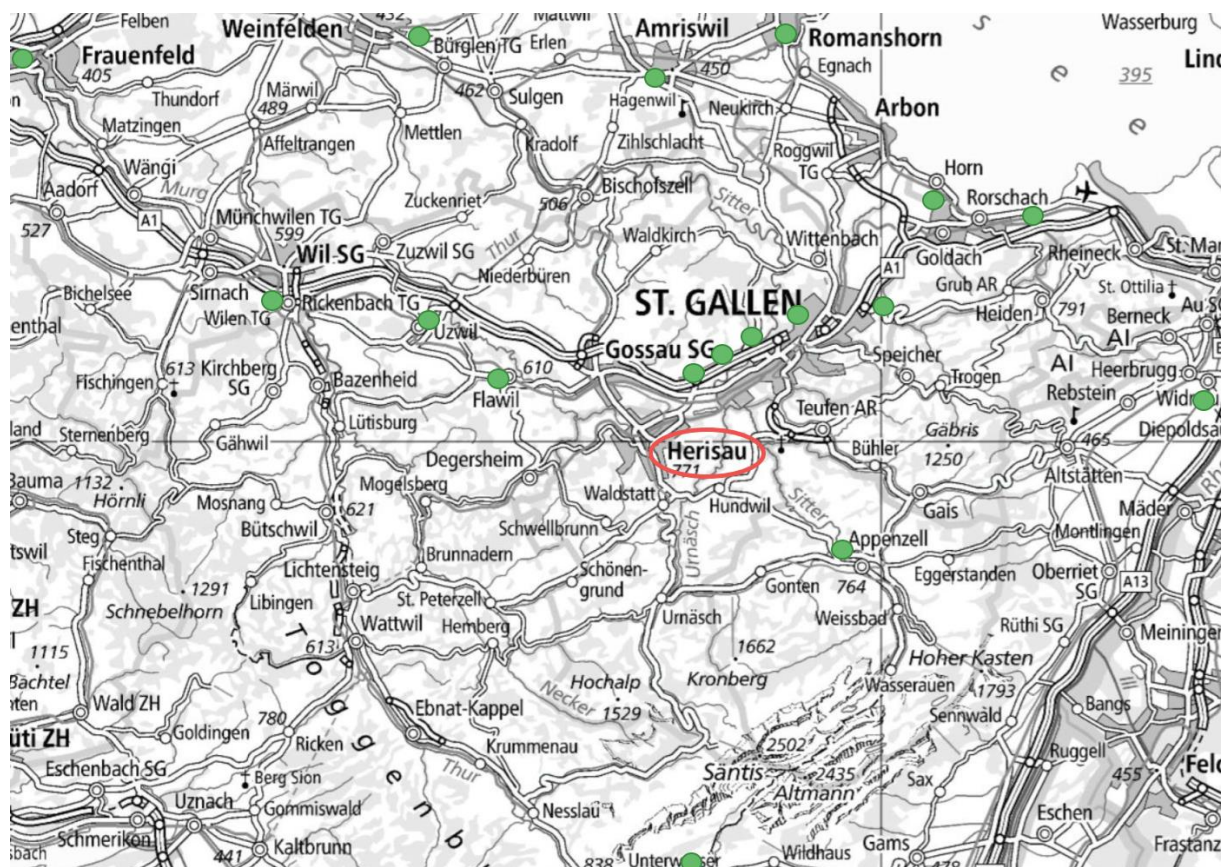 Felben
432
Mattwil
Wasserburg
Weinfelden
Amriswil
Romanshorn
s
Frauenfeld
Bürglen TG
Erlen
450
Egnach
e
395
405
Thundorf
Märwil
489
462
Sulgen
Hagenwil
Neukirch
Arbon
e
Matzingen
Affeltrangen
Mettlen
Kradolf
Zihlschlacht
Roggwil
TG
Horn
Wängi
Aadorf
Murg
Zuckenriet
Bischofszell
506
Sitter
Rorschach
527
A1
Münchwilen TG
599
Thur
Waldkirch
Wittenbach
Goldach
Rheineck
Wil SG
Zuzwil SG
Niederbüren
A1
Grub AR
St. Ottilia
Bichelsee
Sirnach
Wilen TG
Rickenbach TG
Uzwil
ST. GALLEN
Heiden
791
Berneck
Gossau SG
AI
AI
Fischingen
613
Kirchberg
SG
Bazenheid
610
Flawil
Speicher
Trogen
Heerbrugg
Rebstein
Sternenberg
Gähwil
Lütisburg
Teufen AR
Gäbris
1250
465
Bauma
1132
Hörnli
Degersheim
Herisau
771
Bühler
Altstätten
Mosnang
Mogelsberg
Waldstatt
Hundwil
Sitter
Gais
Mäder
Steg
Bütschwil
621
Schwellbrunn
Urnäsch
Appenzell
Montlingen
Fischenthal
Brunnadern
Schönen-
grund
Gonten
764
Eggerstanden
Oberriet
SG
A13
1291
Schnebelhorn
Lichtensteig
Libingen
St. Peterzell
Urnäsch
Weissbad
ZH
T
Wattwil
Hemberg
Rüthi SG
1115
Bachtel
613
o
1662
Kronberg
Hoher Kasten
1793
Wald ZH
g
Necker
Hochalp
1529
Wasserauen
780
g
Ebnat-Kappel
Sennwald
Bangs
Goldingen
Ricken
Krummenau
2502
Ruggell
Eschenbach SG
e
Thur
Säntis
2435
Altmann
Sax
455
Berg Sion
Uznach
Gommiswald
n
Nesslau
Eschen
Schmerikon
441
Kaltbrunn
b
838
Wildhaus
Gams